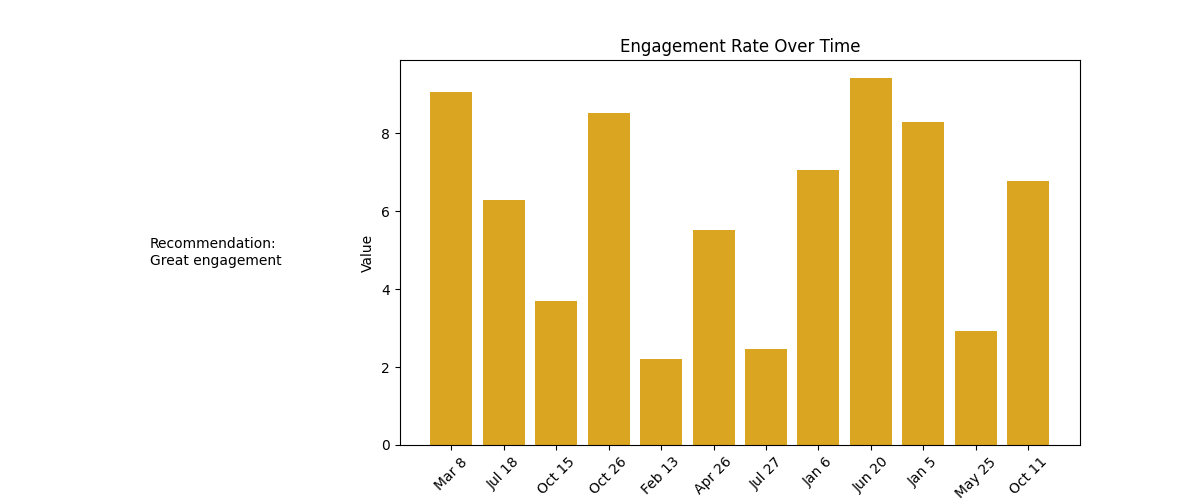 Engagement Rate Over Time
Recommendation:
Great engagement
Value
8
6
4
2
0
Mar 8
Jul 18
Oct 15
Oct 26
Feb 13
Apr 26
Jul 27
Jan 6
Jun 20
Jan 5
May 25
Oct 11